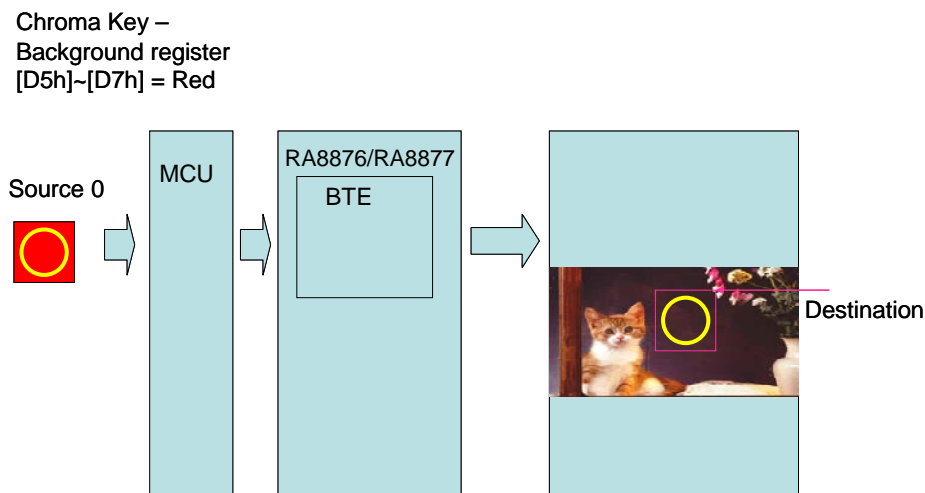 Chroma Key –
Background register
[D5h]~[D7h] = Red
MCU
RA8876/RA8877
BTE
Source 0
Destination